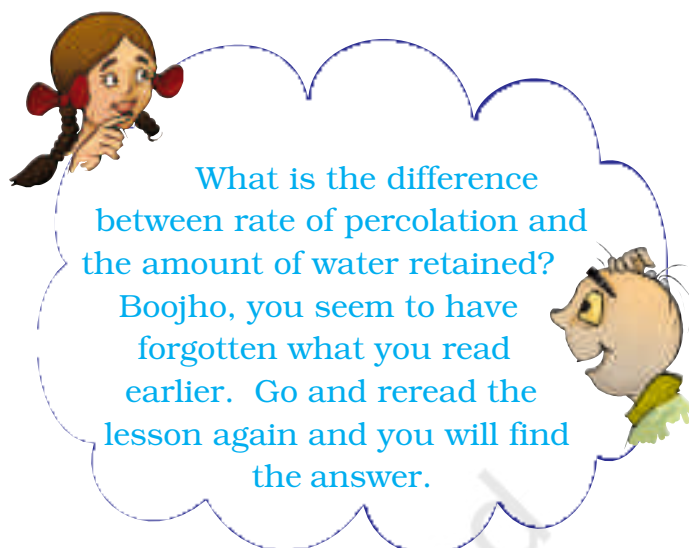 What is the difference
between rate of percolation and
the amount of water retained?
Boojho, you seem to have
forgotten what you read
earlier. Go and reread the
lesson again and you will find
the answer.